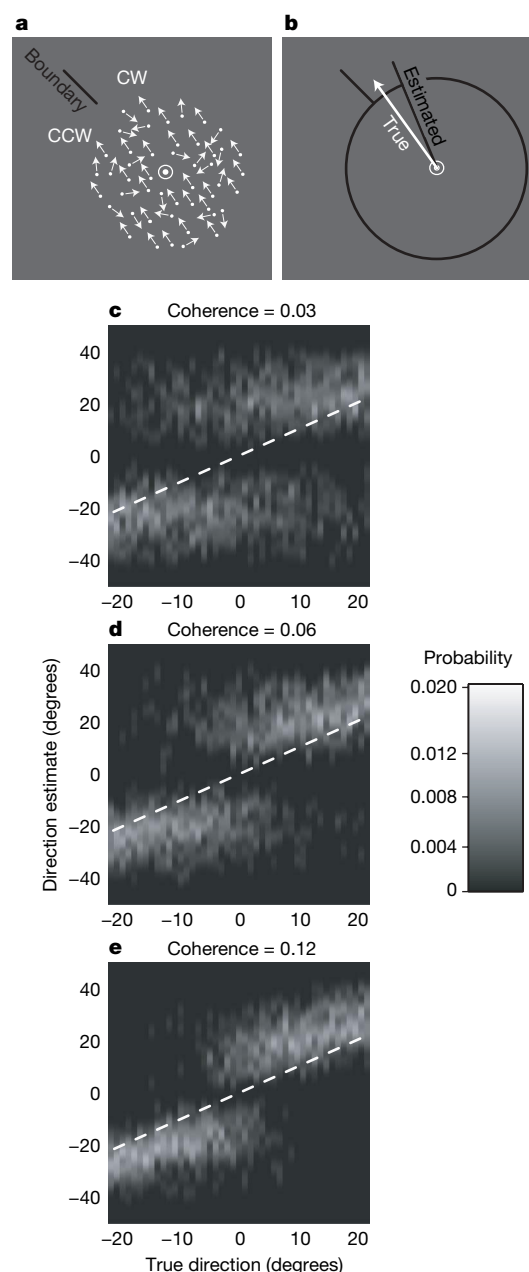 a
Boundary
CW
CCW
b
Estimated
True
c
Coherence = 0.03
40
20
0
−20
−40
−20 −10 0 10 20
d
Coherence = 0.06
40
20
0
−20
−40
−20 −10 0 10 20
Direction estimate (degrees)
Probability
0.020
0.012
0.008
0.004
0
e
Coherence = 0.12
40
20
0
−20
−40
−20 −10 0 10 20
True direction (degrees)